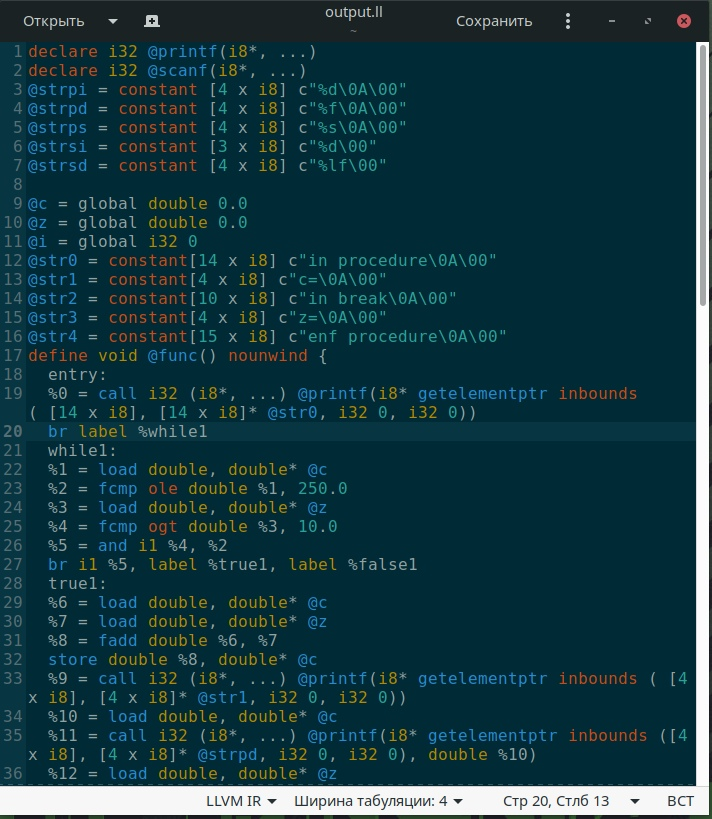 Открыть
output.ll
~
Сохранить
1 declare i32 @printf(i8*, ...)
2 declare i32 @scanf(i8*, ...)
3 @strpi = constant [4 x i8] c"%d\0A\00"
4 @strpd = constant [4 x i8] c"%f\0A\00"
5 @strps = constant [4 x i8] c"%s\0A\00"
6 @strsi = constant [3 x i8] c"%d\00"
7 @strsd = constant [4 x i8] c"%lf\00"
8
9 @c = global double 0.0
10 @z = global double 0.0
11 @i = global i32 0
12 @str0 = constant[14 x i8] c"in procedure\0A\00"
13 @str1 = constant[4 x i8] c"c=\0A\00"
14 @str2 = constant[10 x i8] c"in break\0A\00"
15 @str3 = constant[4 x i8] c"z=\0A\00"
16 @str4 = constant[15 x i8] c"enf procedure\0A\00"
17 define void @func() nounwind {
18   entry:
19   %0 = call i32 (i8*, ...) @printf(i8* getelementptr inbounds
( [14 x i8], [14 x i8]* @str0, i32 0, i32 0))
20   br label %while1
21   while1:
22   %1 = load double, double* @c
23   %2 = fcmp ole double %1, 250.0
24   %3 = load double, double* @z
25   %4 = fcmp ogt double %3, 10.0
26   %5 = and i1 %4, %2
27   br i1 %5, label %true1, label %false1
28   true1:
29   %6 = load double, double* @c
30   %7 = load double, double* @z
31   %8 = fadd double %6, %7
32   store double %8, double* @c
33   %9 = call i32 (i8*, ...) @printf(i8* getelementptr inbounds ( [4
x i8], [4 x i8]* @str1, i32 0, i32 0))
34   %10 = load double, double* @c
35   %11 = call i32 (i8*, ...) @printf(i8* getelementptr inbounds ([4
x i8], [4 x i8]* @strpd, i32 0, i32 0), double %10)
36   %12 = load double, double* @z
LLVM IR Ширина табуляции: 4 Стр 20, Стлб 13 ВСТ